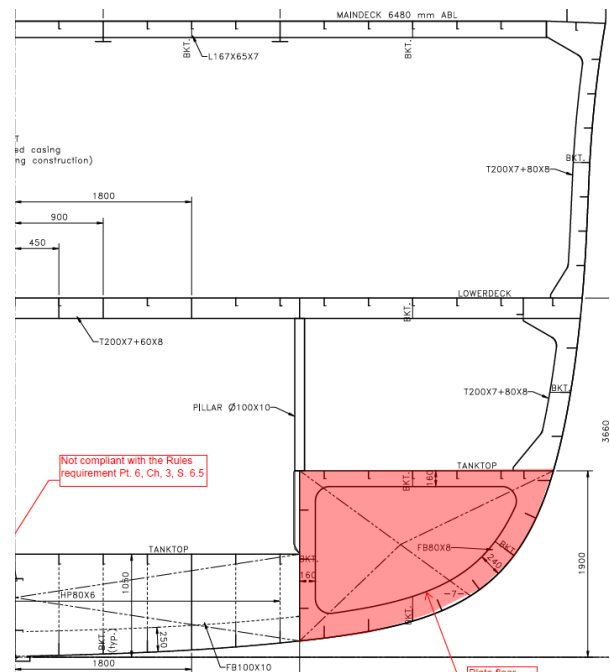 MAINDECK 6480 mm ABL
BKT.
L167X65X7
BKT.
T
ed casing
ng construction)
BKT.
T200X7+80X8
1800
900
450
LOWERDECK
BKT.
T200X7+60X8
T200X7+80X8
BKT.
PILLAR Ø100X10
3660
Not compliant with the Rules
requirement Pt. 6, Ch, 3, S. 6.5
TANKTOP
BKT.
160
TANKTOP
FB80X8
BKT.
240
1900
1050
BKT.
HP80X6
160
-7-
BKT.
BKT.
(typ.)
250
1800
FB100X10
Plate floor